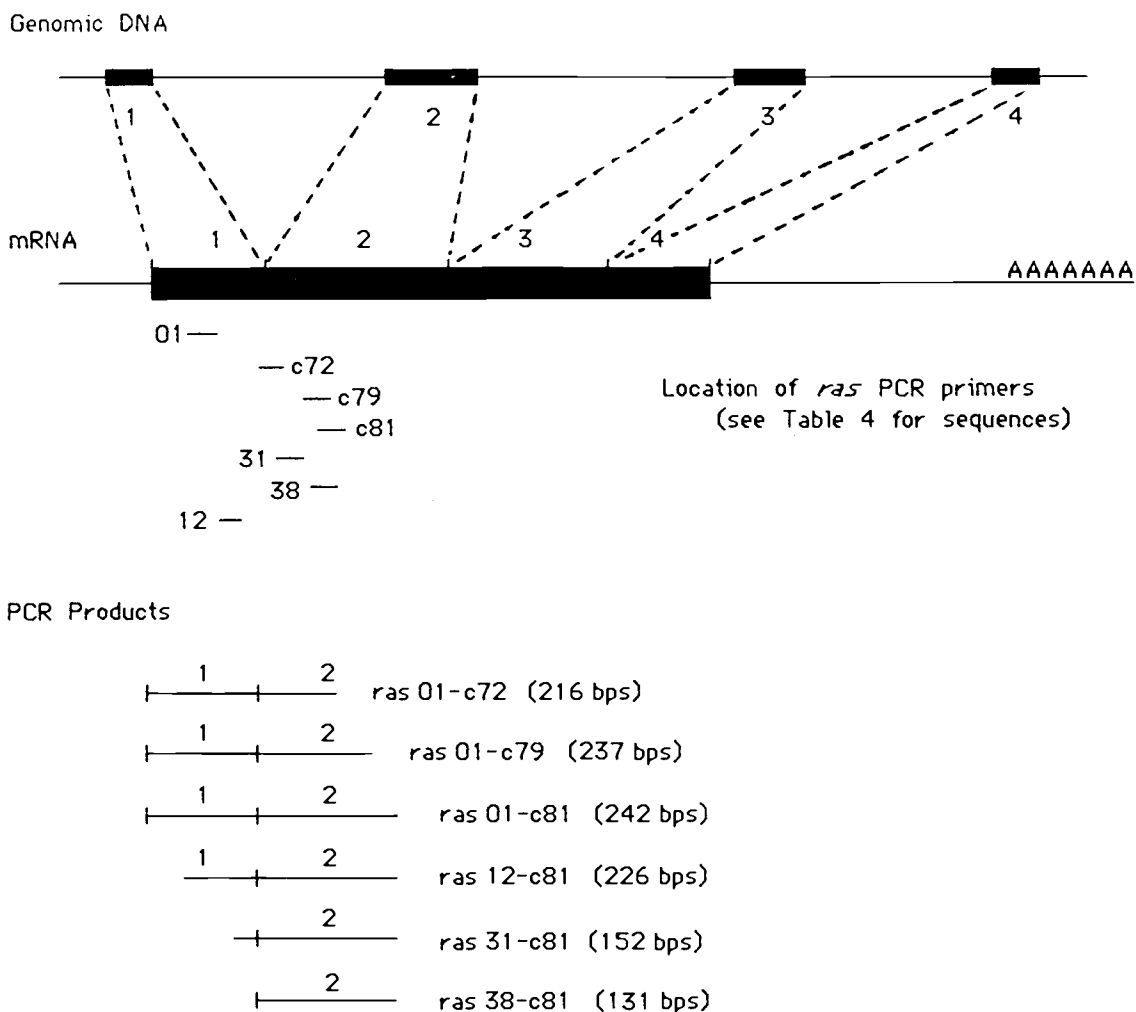 Genomic DNA
1 2 3 4
mRNA
1 2 3 4
AAAAAAA
01
c72
c79
c81
31
38
12
Location of ras PCR primers
(see Table 4 for sequences)
PCR Products
1 2
ras 01-c72 (216 bps)
1 2
ras 01-c79 (237 bps)
1 2
ras 01-c81 (242 bps)
1 2
ras 12-c81 (226 bps)
2
ras 31-c81 (152 bps)
2
ras 38-c81 (131 bps)